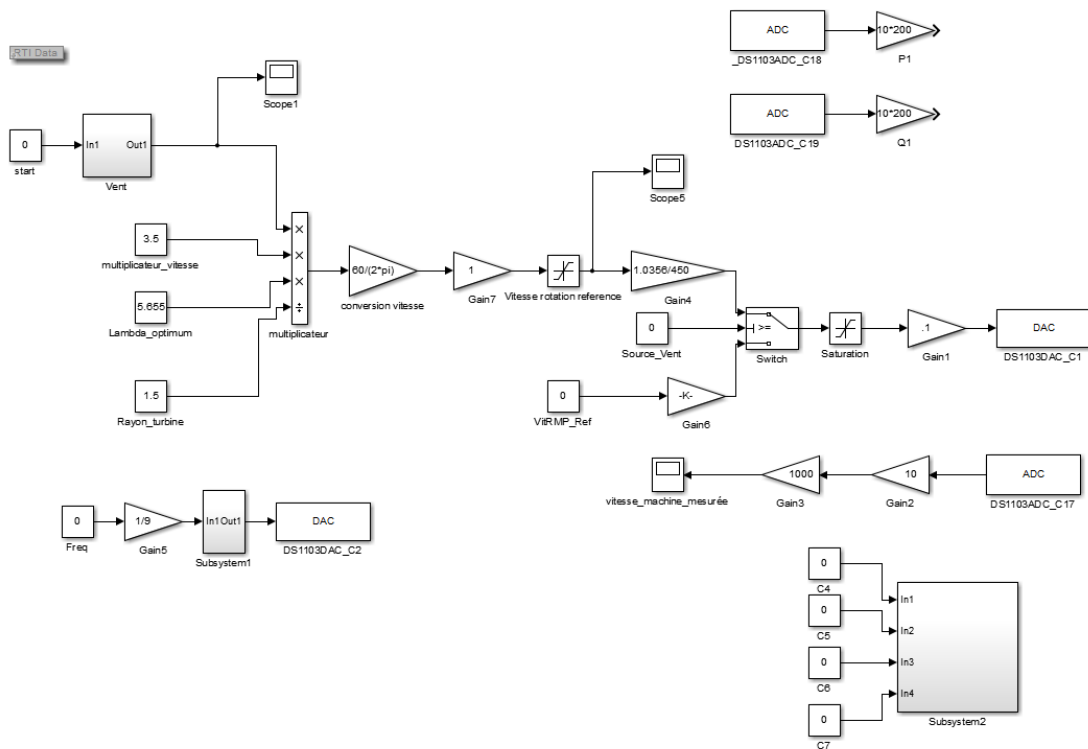 RTI Data
ADC
_DS1103ADC_C18
10*200
P1
ADC
DS1103ADC_C19
10*200
Q1
Scope1
0
start
In1 Out1
Vent
Scope5
3.5
multiplicateur_vitesse
5.655
Lambda_optimum
1.5
Rayon_turbine
×
×
×
÷
multiplicateur
60/(2*pi)
conversion vitesse
1
Gain7
Vitesse rotation reference
1.0356/450
Gain4
0
Source_Vent
0
VitRMP_Ref
-K-
Gain6
>=
Switch
Saturation
.1
Gain1
DAC
DS1103DAC_C1
vitesse_machine_mesurée
1000
Gain3
10
Gain2
ADC
DS1103ADC_C17
0
Freq
1/9
Gain5
In1Out1
Subsystem1
DAC
DS1103DAC_C2
0
C4
0
C5
0
C6
0
C7
In1
In2
In3
In4
Subsystem2